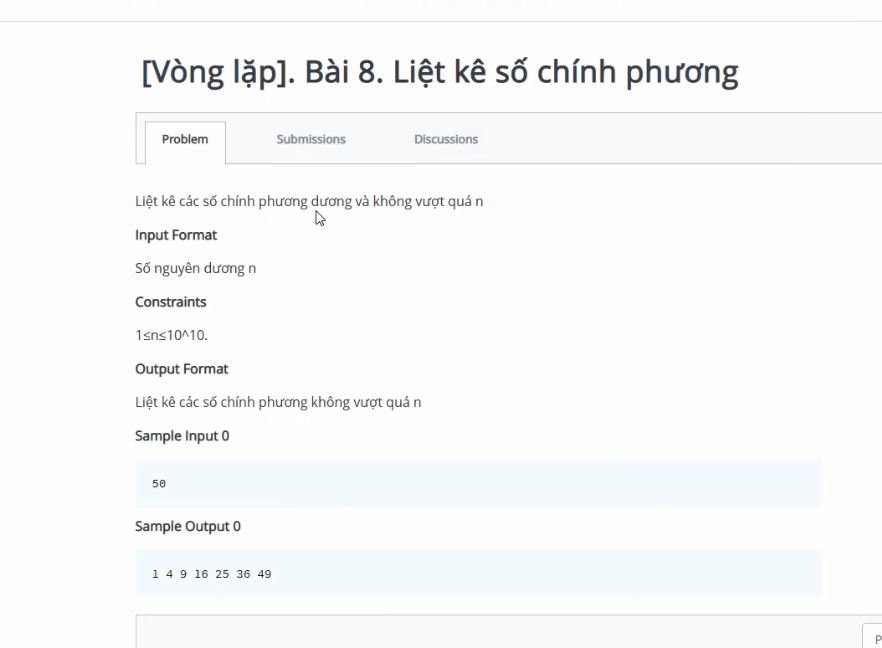 [Vòng lặp]. Bài 8. Liệt kê số chính phương
Problem Submissions Discussions
Liệt kê các số chính phương dương và không vượt quá n
Input Format
Số nguyên dương n
Constraints
1≤n≤10^10.
Output Format
Liệt kê các số chính phương không vượt quá n
Sample Input 0
50
Sample Output 0
1 4 9 16 25 36 49